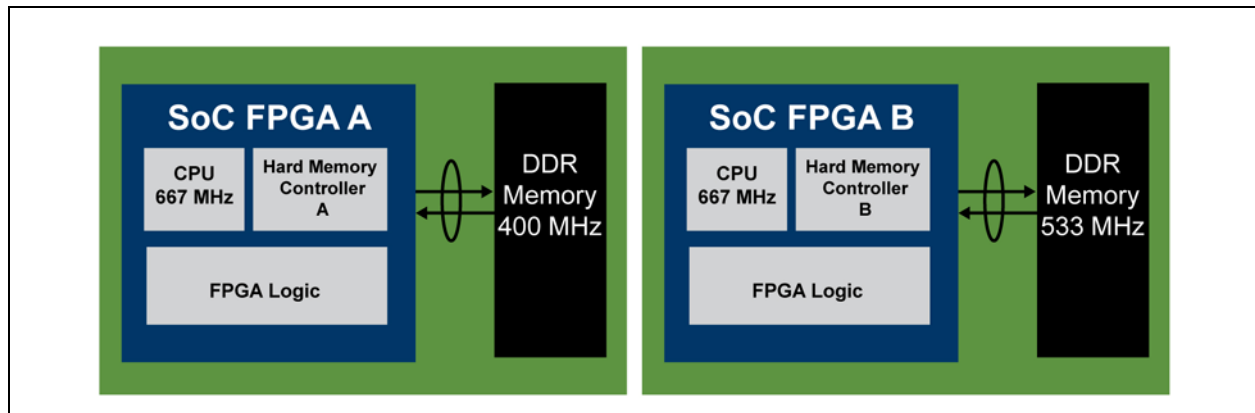 SoC FPGA A
CPU
667 MHz
Hard Memory
Controller
A
FPGA Logic
DDR
Memory
400 MHz
SoC FPGA B
CPU
667 MHz
Hard Memory
Controller
B
FPGA Logic
DDR
Memory
533 MHz